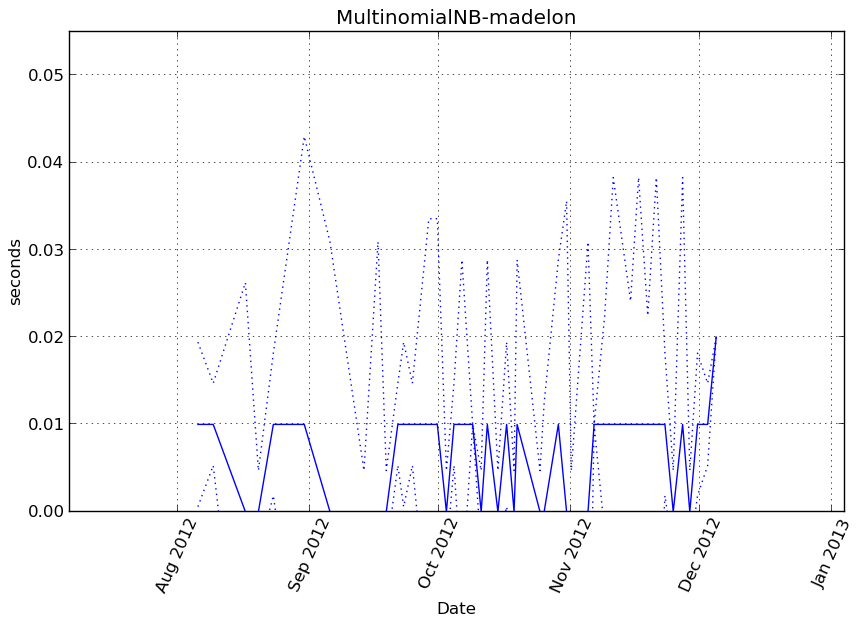 MultinomialNB-madelon
0.05
0.04
0.03
0.02
0.01
0.00
seconds
Aug 2012
Sep 2012
Oct 2012
Nov 2012
Dec 2012
Jan 2013
Date